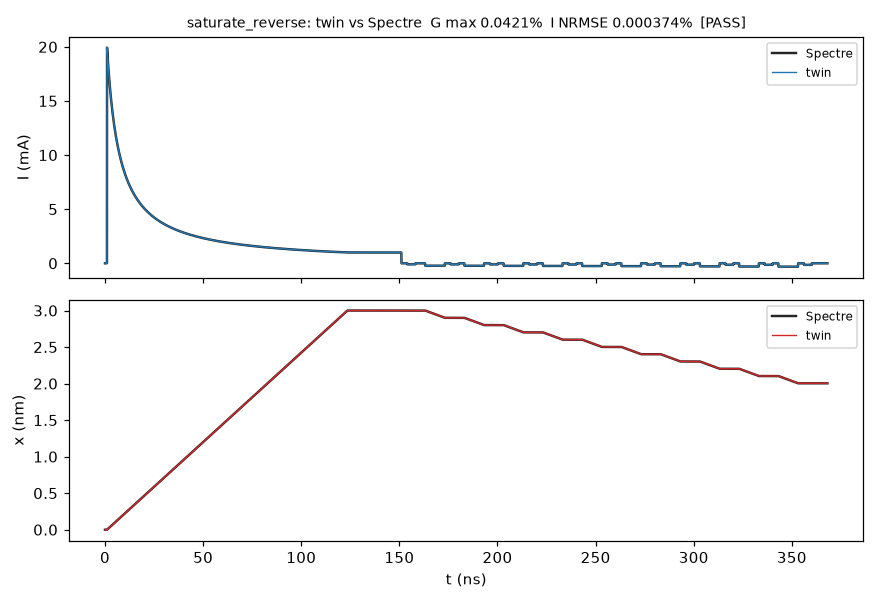 saturate_reverse: twin vs Spectre  G max 0.0421%  I NRMSE 0.000374%  [PASS]
I (mA)
20
15
10
5
0
Spectre
twin
x (nm)
3.0
2.5
2.0
1.5
1.0
0.5
0.0
Spectre
twin
0 50 100 150 200 250 300 350
t (ns)